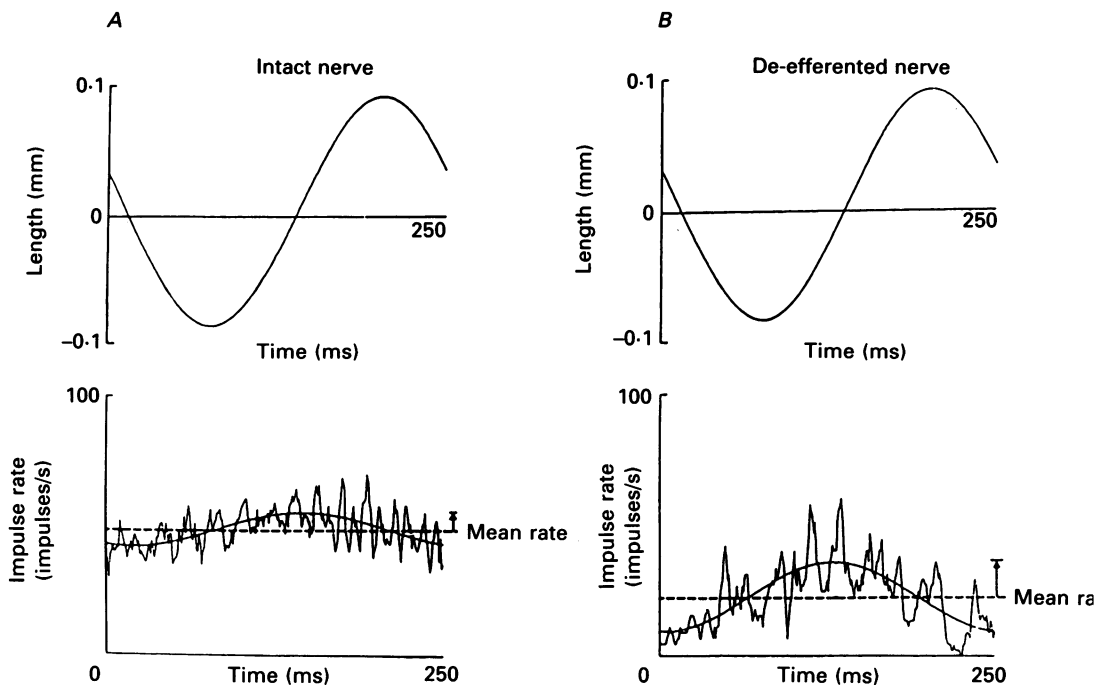 A
Intact nerve
0·1
0
−0.1
Length (mm)
250
Time (ms)
100
Impulse rate
(impulses/s)
Mean rate
0
Time (ms)
250
B
De-efferented nerve
0·1
0
−0.1
Length (mm)
250
Time (ms)
100
Impulse rate
(impulses/s)
Mean ra
0
Time (ms)
250